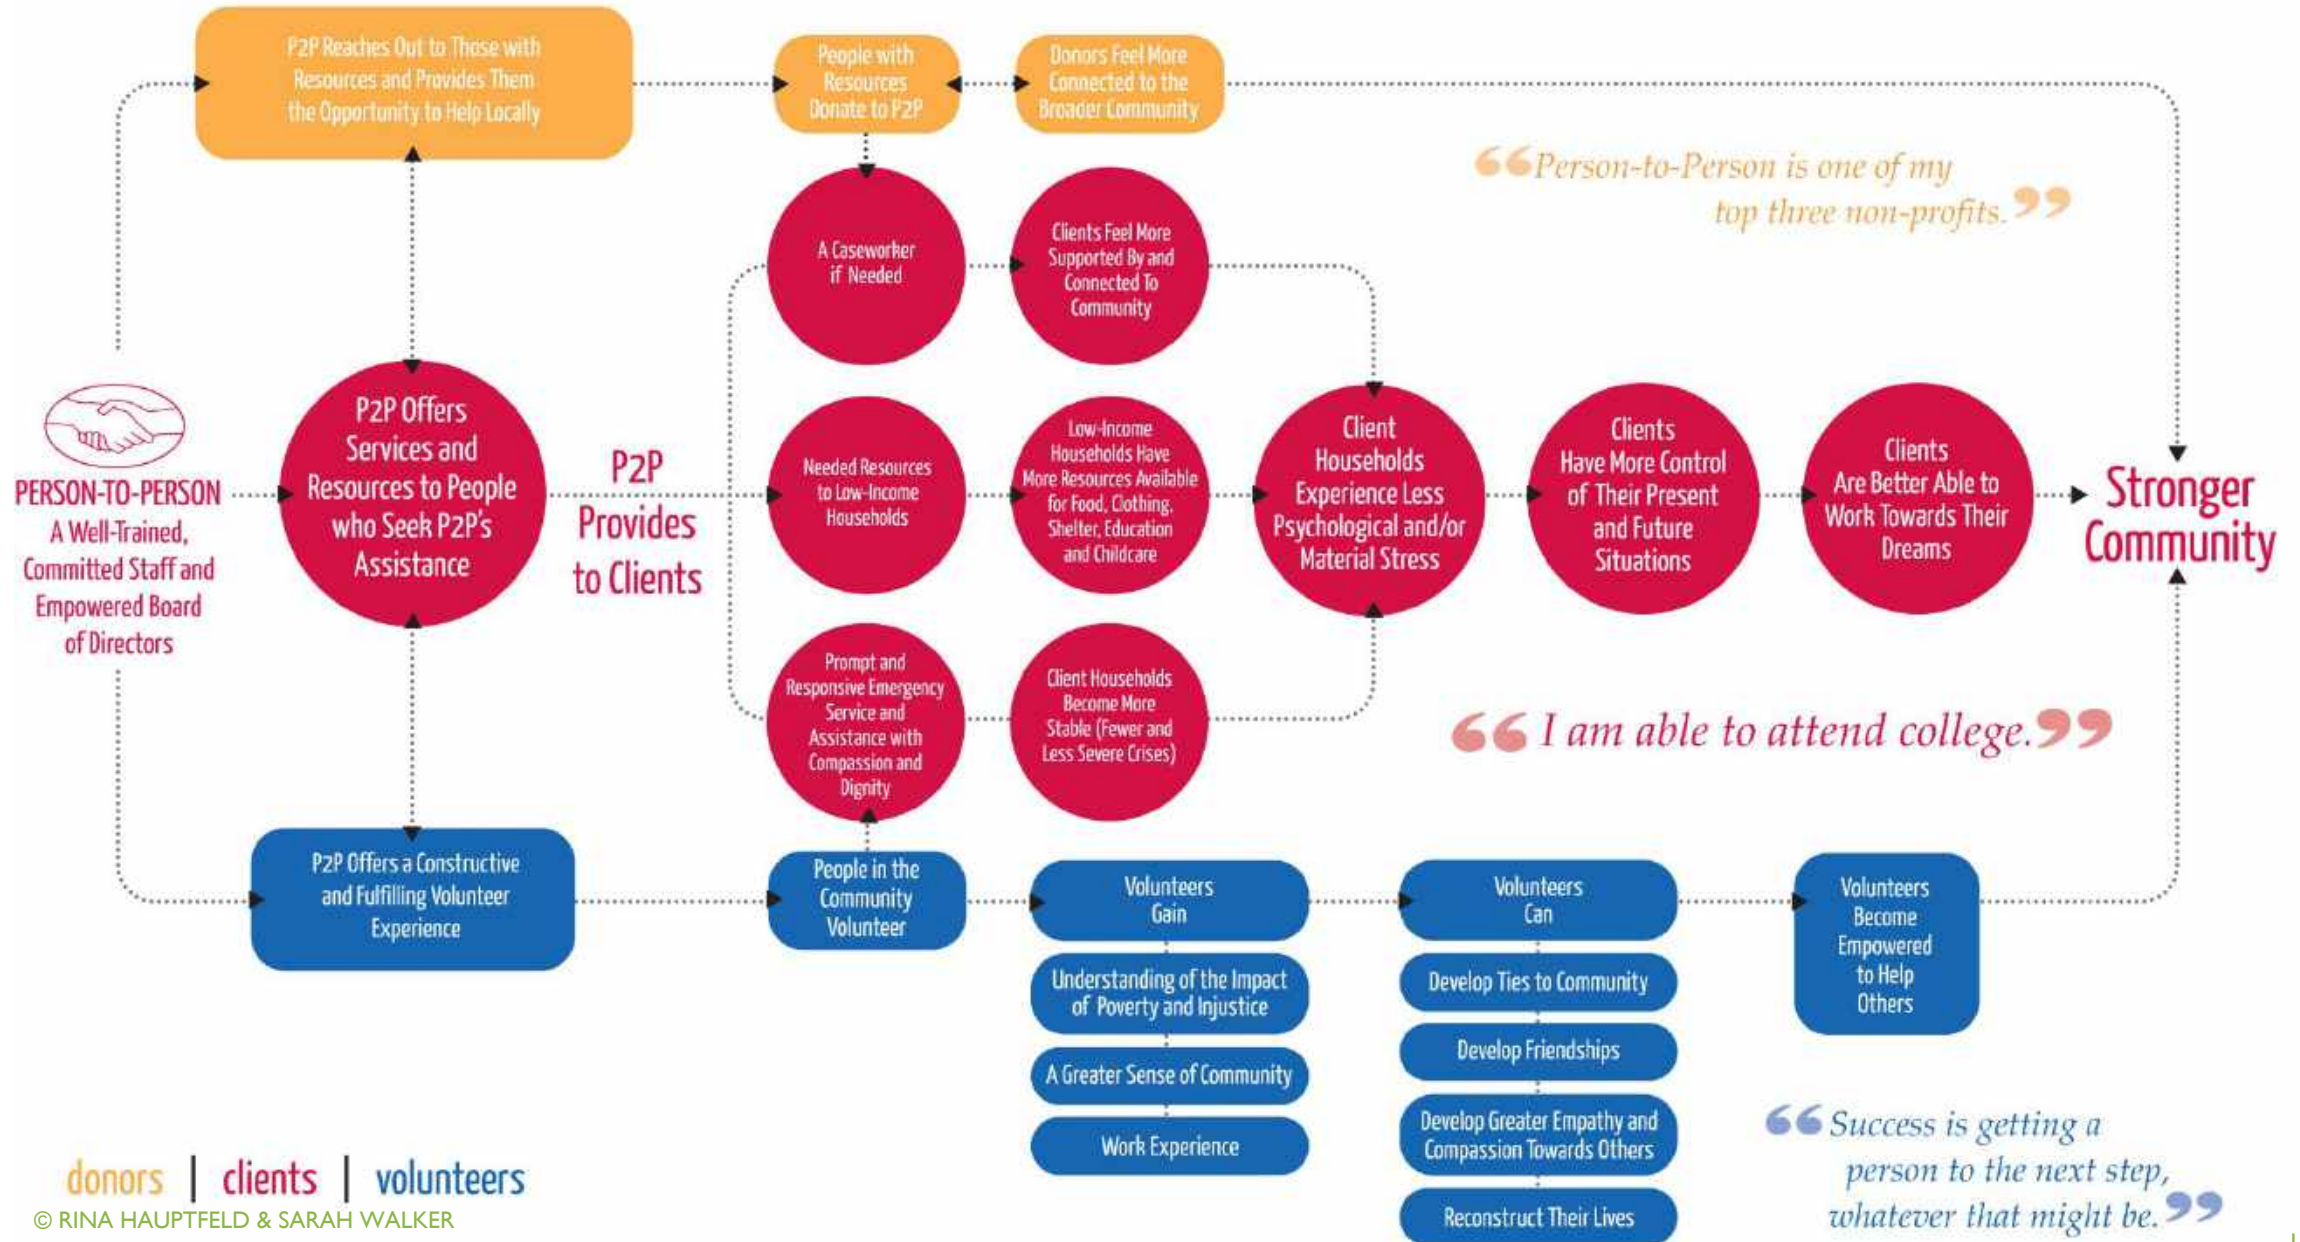 P2P Reaches Out to Those with
Resources and Provides Them
the Opportunity to Help Locally
People with
Resources
Donate to P2P
Donors Feel More
Connected to the
Broader Community
“Person-to-Person is one of my
top three non-profits.”
A Caseworker
if Needed
Clients Feel More
Supported By and
Connected To
Community
PERSON-TO-PERSON
A Well-Trained,
Committed Staff and
Empowered Board
of Directors
P2P Offers
Services and
Resources to People
who Seek P2P's
Assistance
P2P
Provides
to Clients
Needed Resources
to Low-Income
Households
Low-Income
Households Have
More Resources Available
for Food, Clothing,
Shelter, Education
and Childcare
Client
Households
Experience Less
Psychological and/or
Material Stress
Clients
Have More Control
of Their Present
and Future
Situations
Clients
Are Better Able to
Work Towards Their
Dreams
Stronger
Community
Prompt and
Responsive Emergency
Service and
Assistance with
Compassion and
Dignity
Client Households
Become More
Stable (Fewer and
Less Severe Crises)
“I am able to attend college.”
P2P Offers a Constructive
and Fulfilling Volunteer
Experience
People in the
Community
Volunteer
Volunteers
Gain
Understanding of the Impact
of Poverty and Injustice
A Greater Sense of Community
Work Experience
Volunteers
Can
Develop Ties to Community
Develop Friendships
Develop Greater Empathy and
Compassion Towards Others
Reconstruct Their Lives
Volunteers
Become
Empowered
to Help
Others
“Success is getting a
person to the next step,
whatever that might be.”
donors | clients | volunteers
© RINA HAUPTFELD & SARAH WALKER